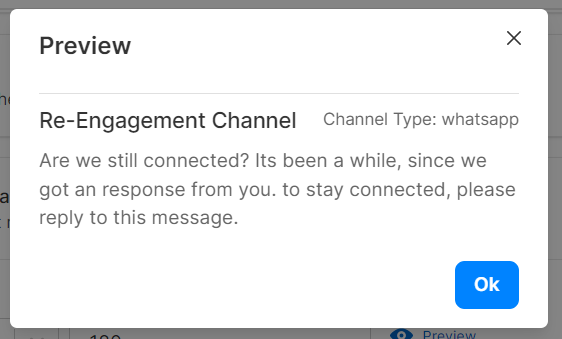 Preview
Re-Engagement Channel Channel Type: whatsapp
Are we still connected? Its been a while, since we
got an response from you. to stay connected, please
reply to this message.
Ok
Preview